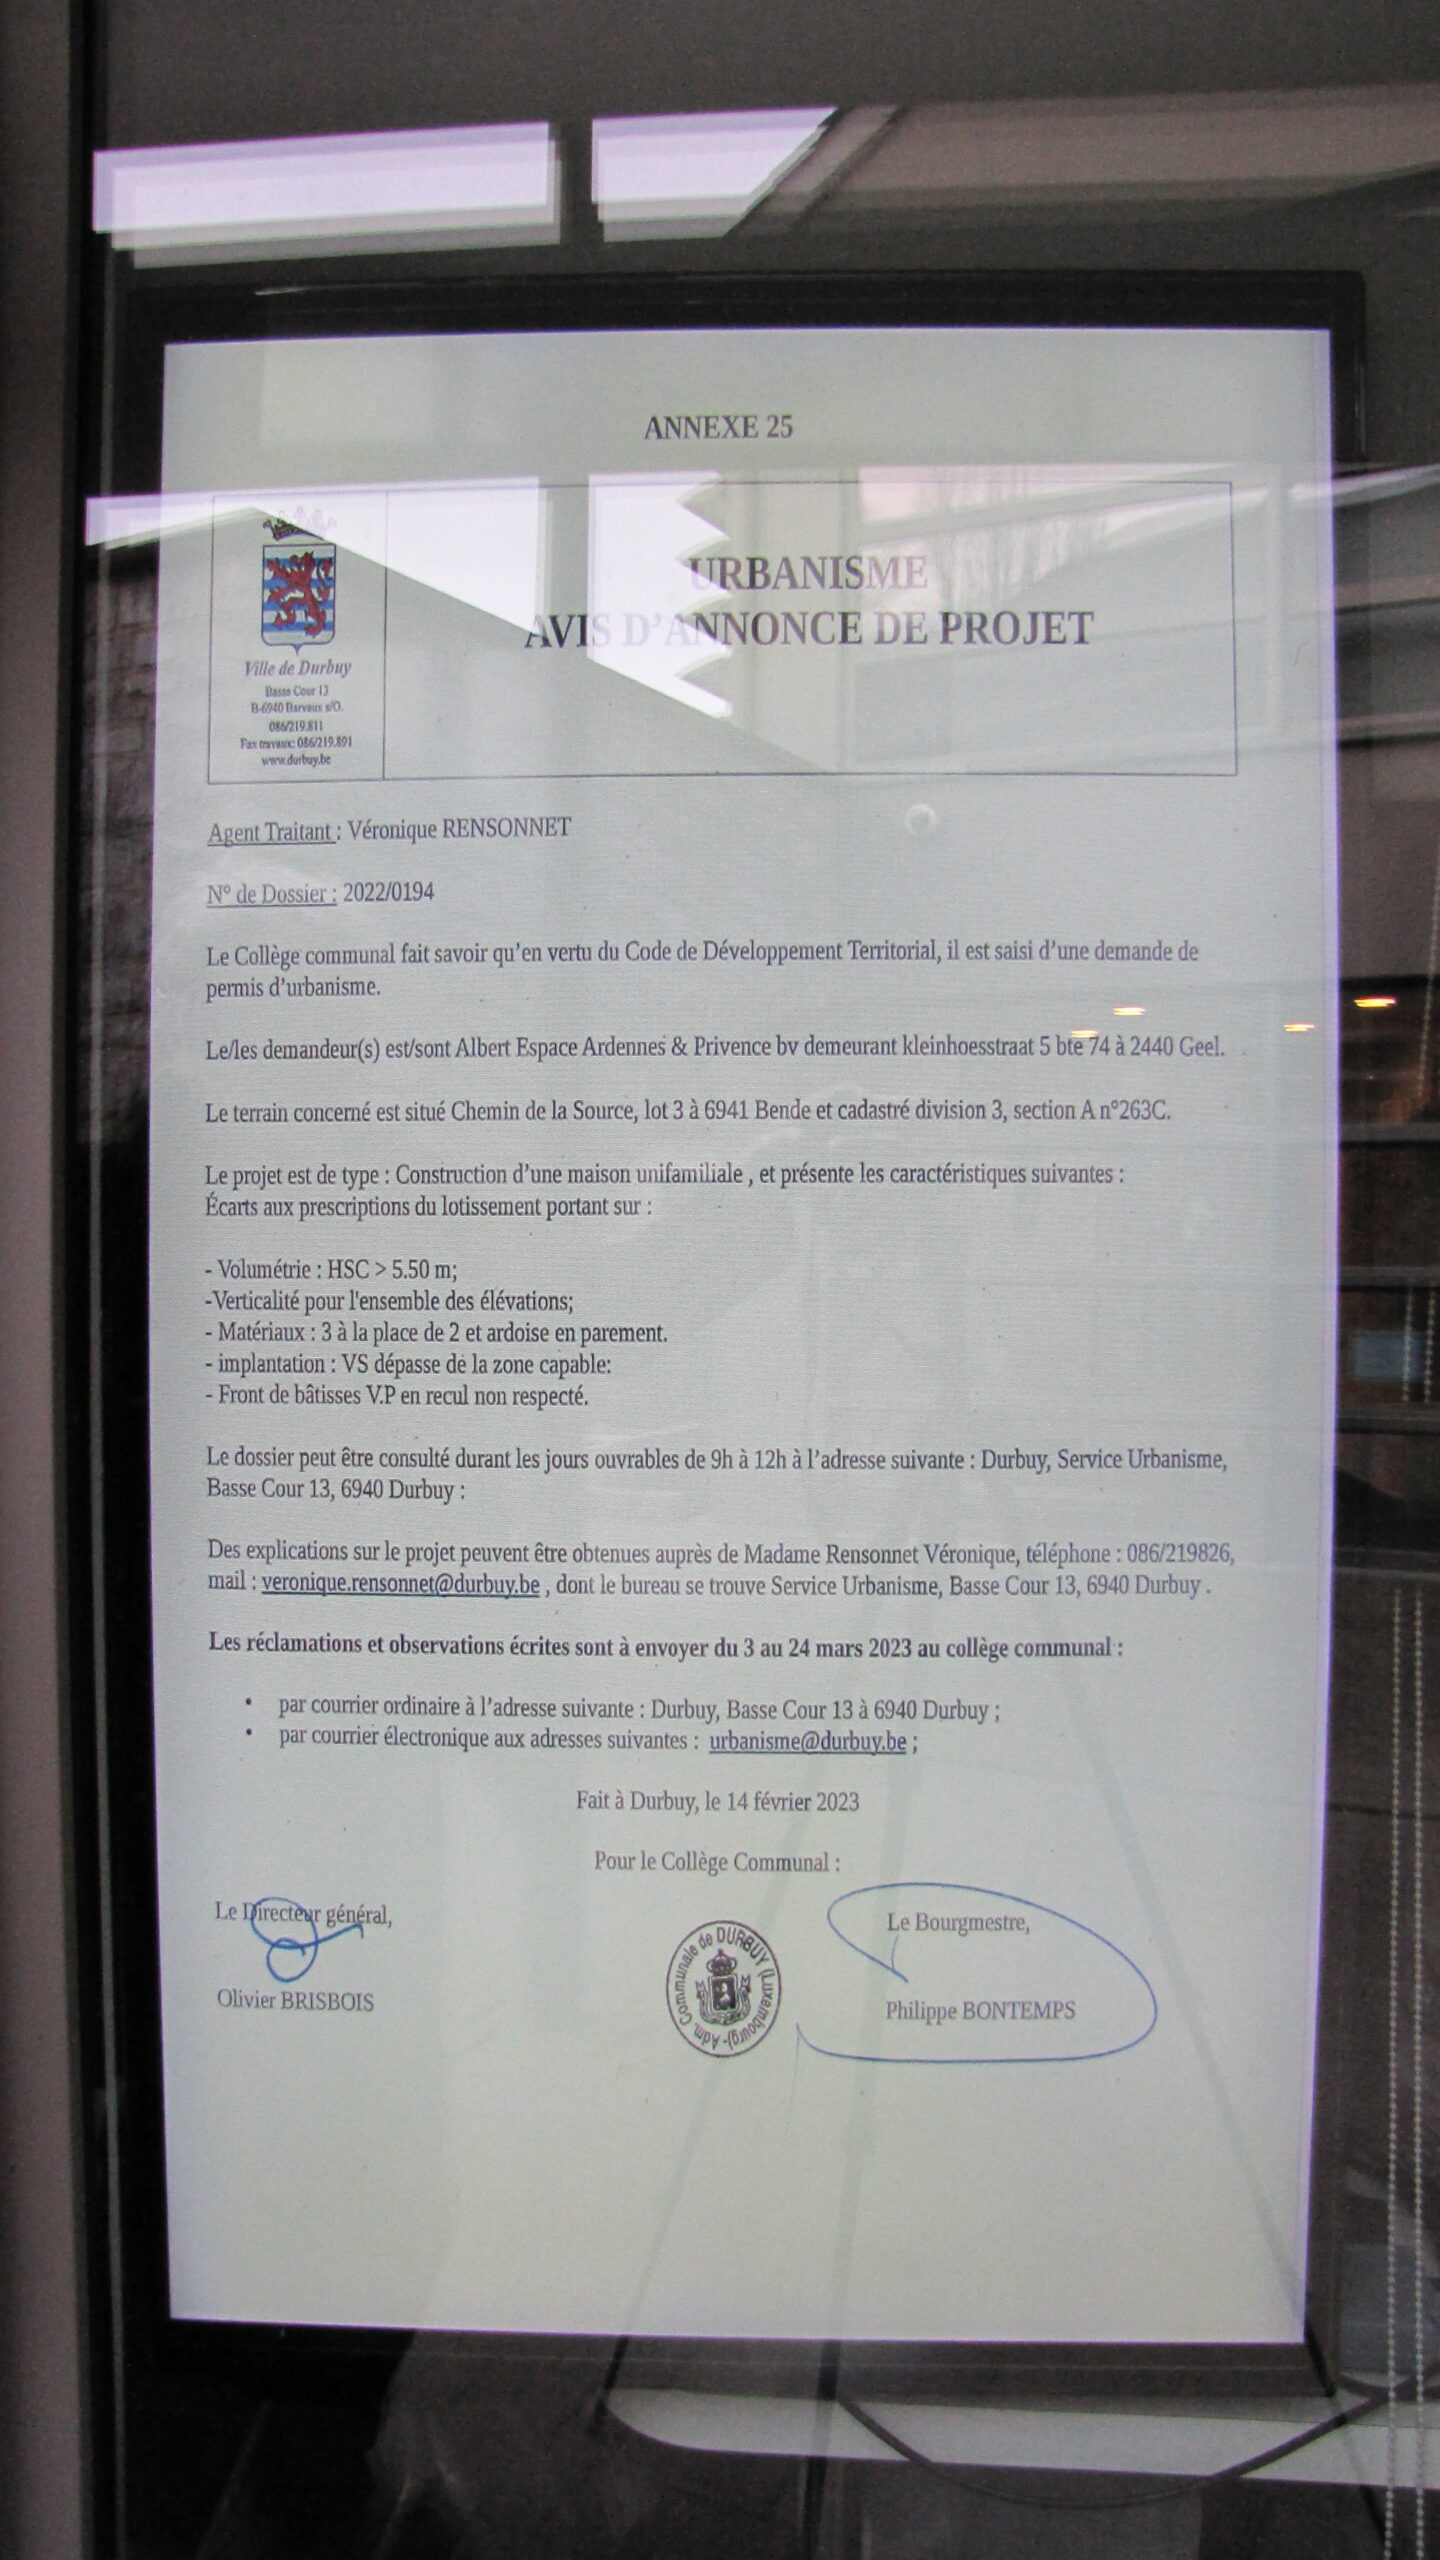 ANNEXE 25
Ville de Durbuy
Basse Cour 13
B-6940 Barvaux s/O.
086/219.811
Fax travaux: 086/219.891
www.durbuy.be
URBANISME
AVIS D'ANNONCE DE PROJET
Agent Traitant : Véronique RENSONNET
N° de Dossier : 2022/0194
Le Collège communal fait savoir qu'en vertu du Code de Développement Territorial, il est saisi d'une demande de
permis d'urbanisme.
Le/les demandeur(s) est/sont Albert Espace Ardennes & Privence bv demeurant kleinhoesstraat 5 bte 74 à 2440 Geel.
Le terrain concerné est situé Chemin de la Source, lot 3 à 6941 Bende et cadastré division 3, section A n°263C.
Le projet est de type : Construction d'une maison unifamiliale , et présente les caractéristiques suivantes :
Écarts aux prescriptions du lotissement portant sur :
- Volumétrie : HSC > 5.50 m;
-Verticalité pour l'ensemble des élévations;
- Matériaux : 3 à la place de 2 et ardoise en parement.
- implantation : VS dépasse de la zone capable:
- Front de bâtisses V.P en recul non respecté.
Le dossier peut être consulté durant les jours ouvrables de 9h à 12h à l'adresse suivante : Durbuy, Service Urbanisme,
Basse Cour 13, 6940 Durbuy :
Des explications sur le projet peuvent être obtenues auprès de Madame Rensonnet Véronique, téléphone : 086/219826,
mail : veronique.rensonnet@durbuy.be , dont le bureau se trouve Service Urbanisme, Basse Cour 13, 6940 Durbuy .
Les réclamations et observations écrites sont à envoyer du 3 au 24 mars 2023 au collège communal :
• par courrier ordinaire à l'adresse suivante : Durbuy, Basse Cour 13 à 6940 Durbuy ;
• par courrier électronique aux adresses suivantes : urbanisme@durbuy.be ;
Fait à Durbuy, le 14 février 2023
Pour le Collège Communal :
Le Directeur général,
Olivier BRISBOIS
Adm. Communale de DURBUY (Luxembourg)-
Le Bourgmestre,
Philippe BONTEMPS